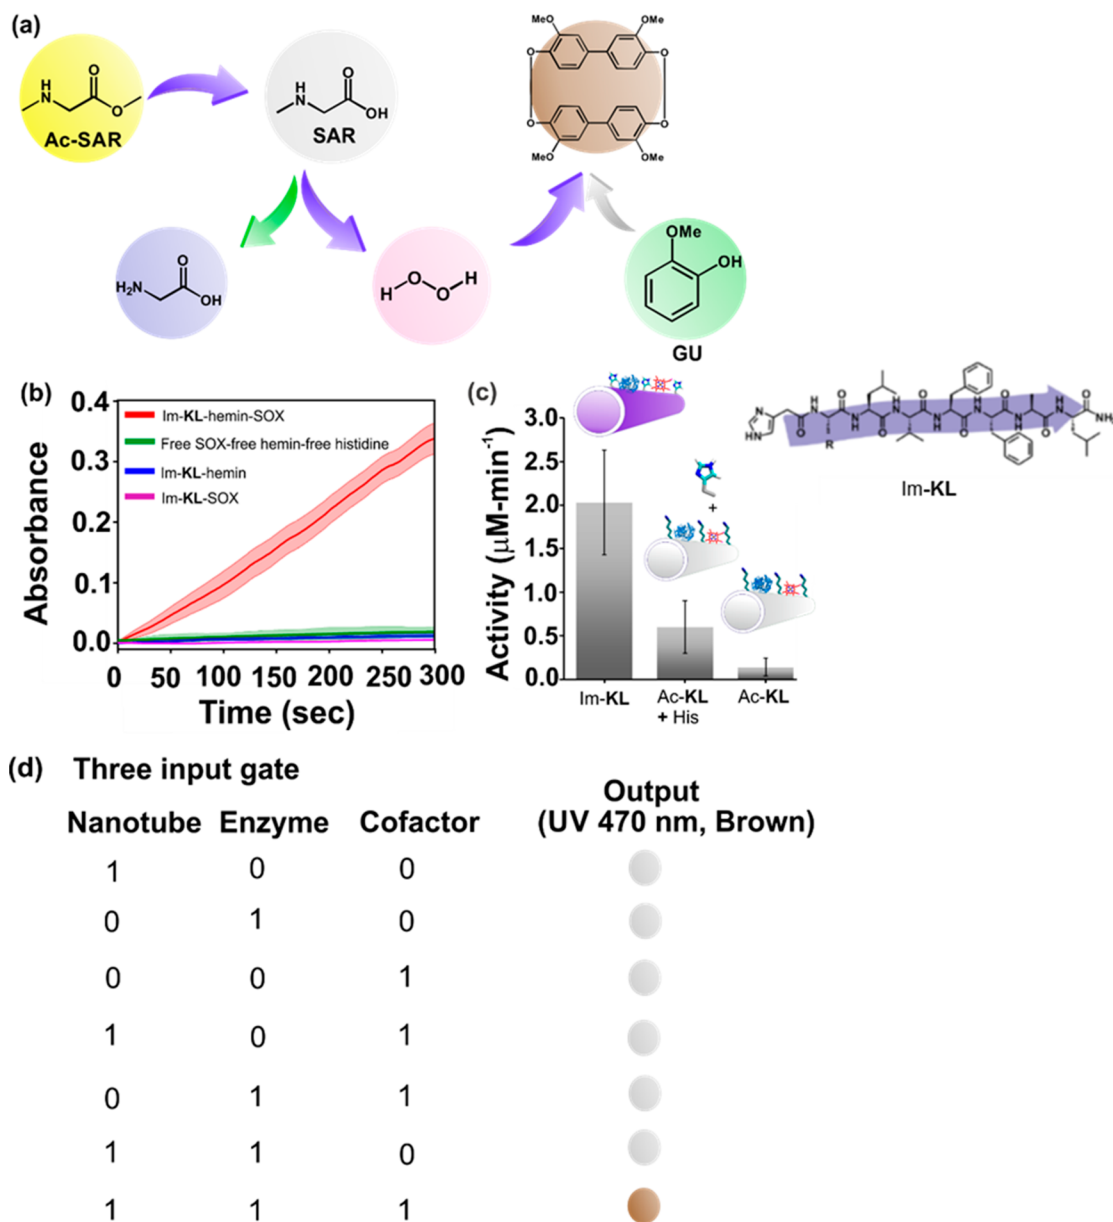 (a)
H
N
O
O
Ac-SAR
H
N
O
OH
SAR
MeO
OMe
O
O
O
O
MeO
OMe
H2N
O
OH
H
O
O
H
OMe
OH
GU
(b)
0.4
0.3
0.2
0.1
0.0
Absorbance
Im-KL-hemin-SOX
Free SOX-free hemin-free histidine
Im-KL-hemin
Im-KL-SOX
0 50 100 150 200 250 300
Time (sec)
(c)
3.0
2.5
2.0
1.5
1.0
0.5
0.0
Activity (μM-min⁻¹)
+
Im-KL
Ac-KL
+ His
Ac-KL
Im-KL
(d) Three input gate
Output
Nanotube Enzyme Cofactor (UV 470 nm, Brown)
1 0 0
0 1 0
0 0 1
1 0 1
0 1 1
1 1 0
1 1 1